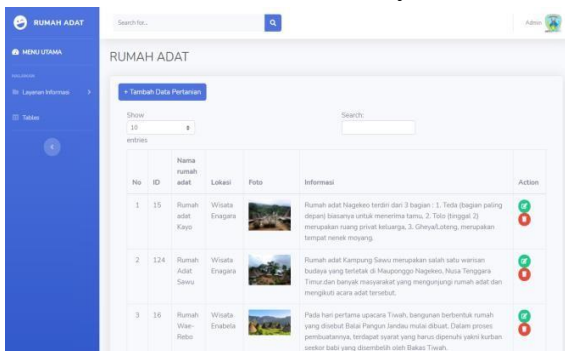 RUMAH ADAT
Search for...
Admin
MENU UTAMA
RUMAH ADAT
HALAMAN
Layanan Informasi
Tables
+ Tambah Data Pertanian
Show
10
entries
Search:
No ID Nama rumah adat Lokasi Foto Informasi Action
1 15 Rumah adat Kayo Wisata Enagara
Rumah adat Nagekeo terdiri dari 3 bagian : 1. Teda (bagian paling
depan) biasanya untuk menerima tamu, 2. Tolo (tinggal 2)
merupakan ruang privat keluarga, 3. Gheya/Loteng, merupakan
tempat nenek moyang.
2 124 Rumah Adat Sewu Wisata Enagara
Rumah adat Kampung Sewu merupakan salah satu warisan
budaya yang terletak di Mauponggo Nagekeo, Nusa Tenggara
Timur.dan banyak masyarakat yang mengunjungi rumah adat dan
mengikuti acara adat tersebut.
3 16 Rumah Wae-Rebo Wisata Enabela
Pada hari pertama upacara Tiwah, bangunan berbentuk rumah
yang disebut Balai Pangun Jandau mulai dibuat. Dalam proses
pembuatannya, terdapat syarat yang harus dipenuhi yakni kurban
seekor babi yang disembelih oleh Bakas Tiwah.